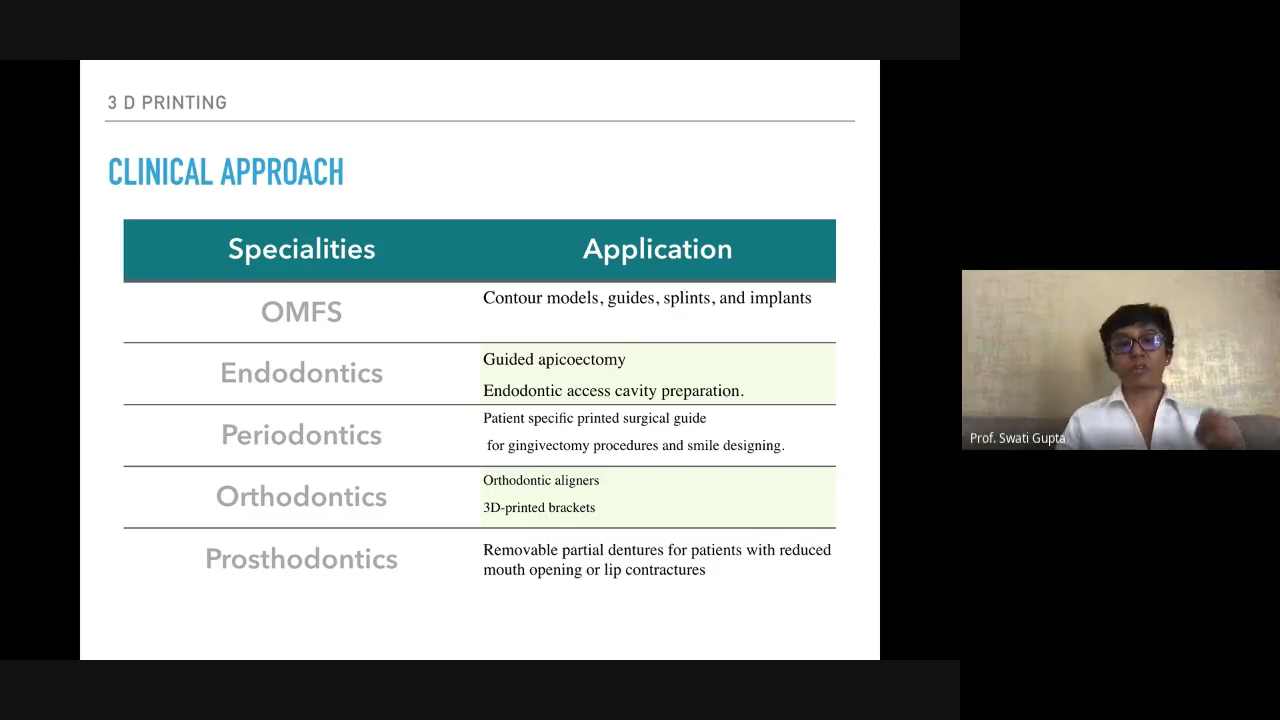 3 D PRINTING
CLINICAL APPROACH
Specialities Application
OMFS Contour models, guides, splints, and implants
Endodontics Guided apicoectomy
Endodontic access cavity preparation.
Periodontics Patient specific printed surgical guide
for gingivectomy procedures and smile designing.
Orthodontics Orthodontic aligners
3D-printed brackets
Prosthodontics Removable partial dentures for patients with reduced
mouth opening or lip contractures
Prof. Swati Gupta